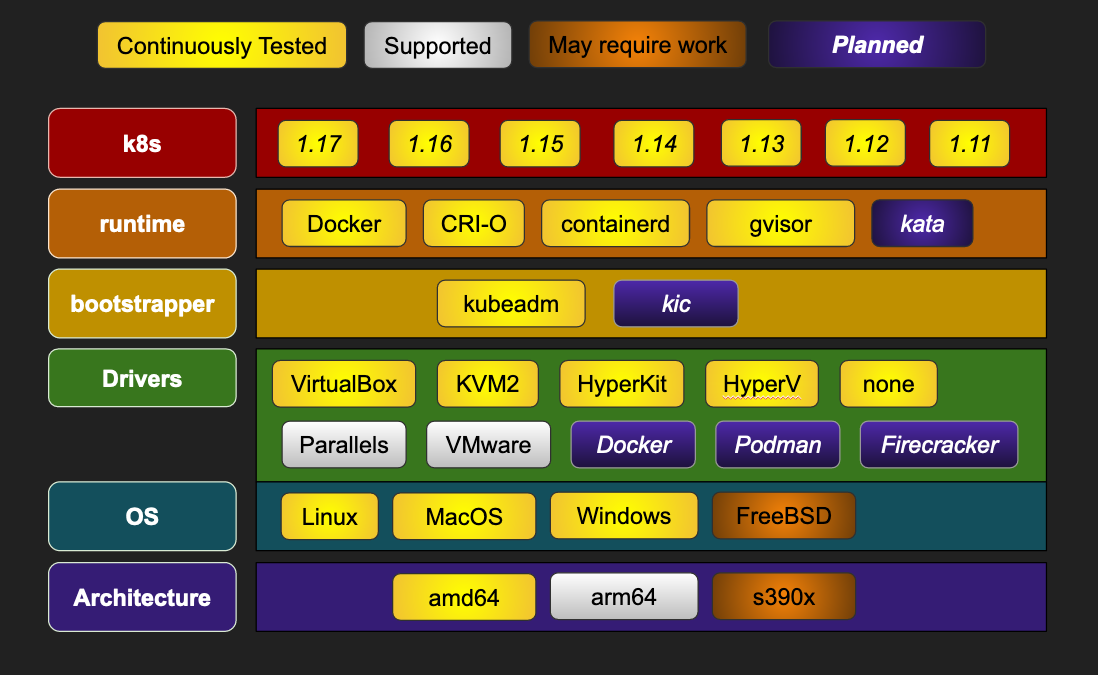 Continuously Tested Supported May require work Planned
k8s 1.17 1.16 1.15 1.14 1.13 1.12 1.11
runtime Docker CRI-O containerd gvisor kata
bootstrapper kubeadm kic
Drivers VirtualBox KVM2 HyperKit HyperV none
Parallels VMware Docker Podman Firecracker
OS Linux MacOS Windows FreeBSD
Architecture amd64 arm64 s390x